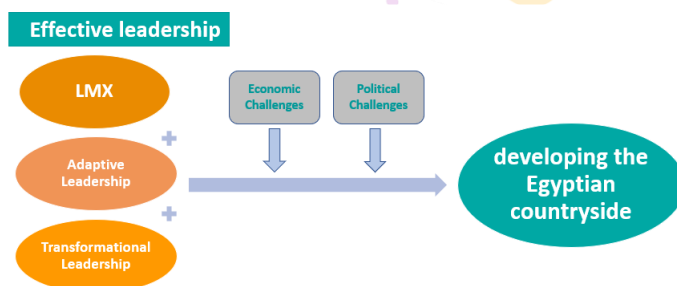 Effective leadership
LMX
Economic
Challenges
Political
Challenges
Adaptive
Leadership
developing the
Egyptian
countryside
Transformational
Leadership